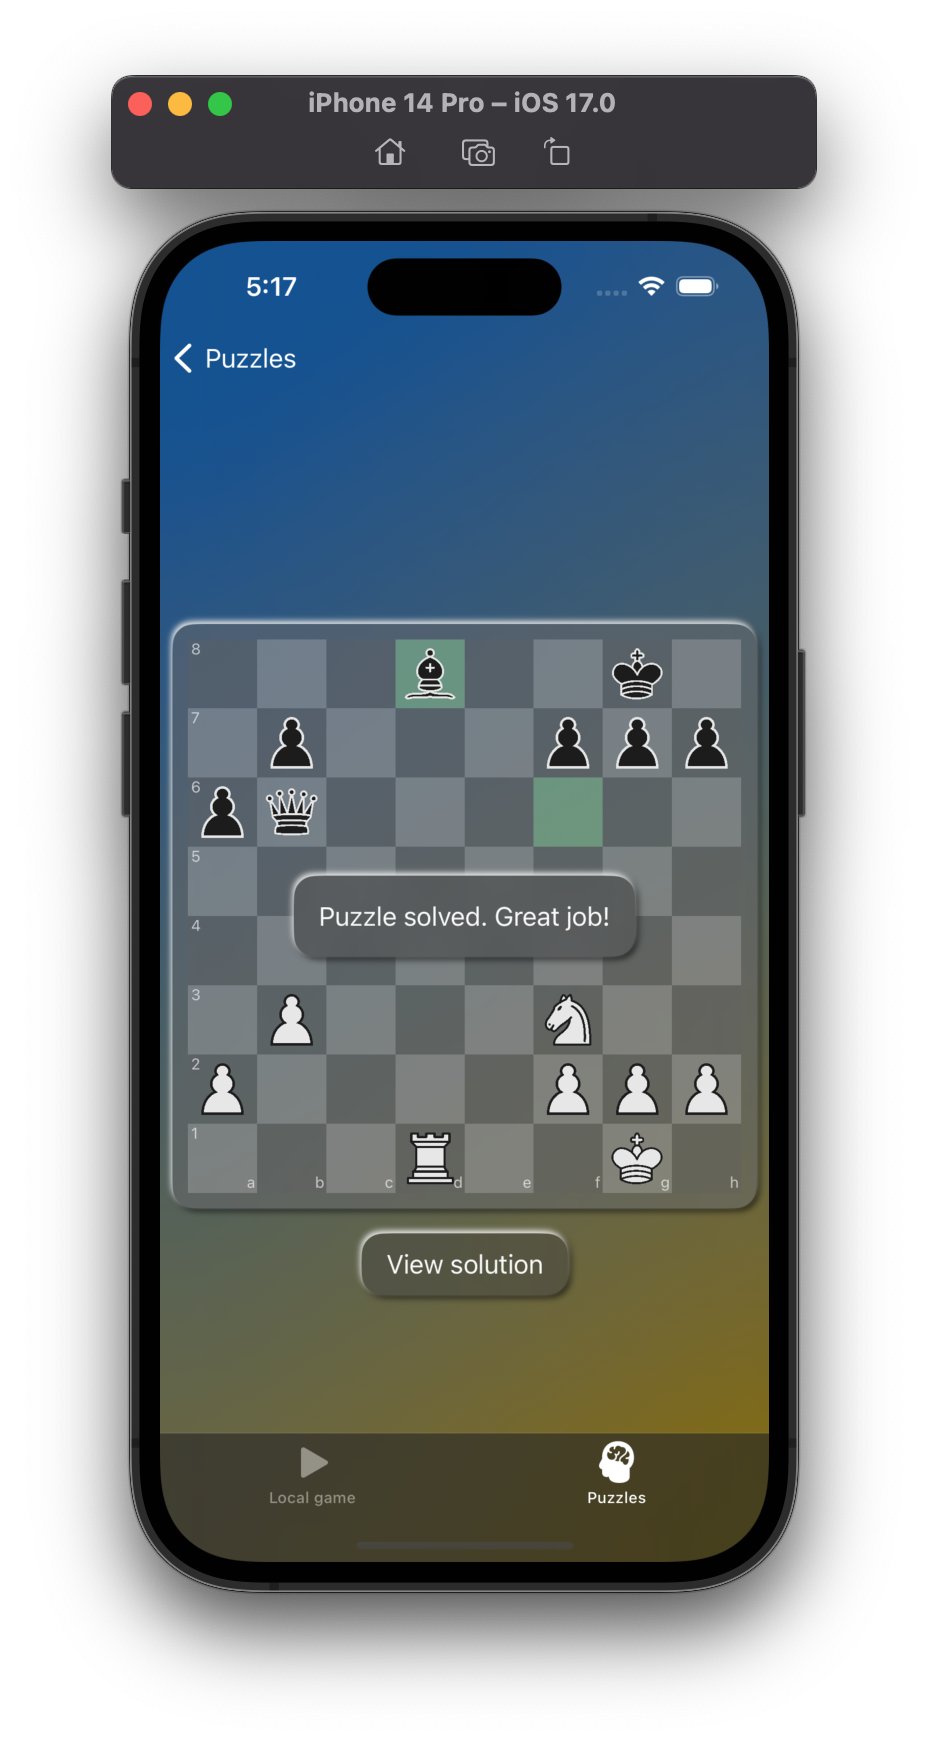 iPhone 14 Pro – iOS 17.0
5:17
Puzzles
8
7
6
5
4
3
2
1
a b c d e f g h
Puzzle solved. Great job!
View solution
Local game
Puzzles